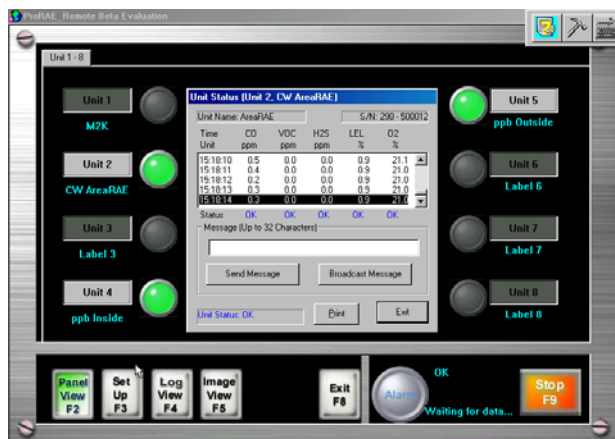 ProRAE_Remote Beta Evaluation
Unit 1 - 8
Unit 1
M2K
Unit 2
CW AreaRAE
Unit 3
Label 3
Unit 4
ppb Inside
Unit Status (Unit 2, CW AreaRAE)
Unit Name: AreaRAE S/N: 290 - 500012
Time CO VOC H2S LEL O2
Unit ppm ppm ppm % %
15:18:10 0.5 0.0 0.0 0.9 21.1
15:18:11 0.4 0.0 0.0 0.9 21.0
15:18:12 0.2 0.0 0.0 0.9 21.0
15:18:13 0.3 0.0 0.0 0.9 21.0
15:18:14 0.3 0.0 0.0 0.9 21.0
Status OK OK OK OK OK
Message (Up to 32 Characters)
Send Message Broadcast Message
Unit Status: OK Print Exit
Unit 5
ppb Outside
Unit 6
Label 6
Unit 7
Label 7
Unit 8
Label 8
Panel View F2
Set Up F3
Log View F4
Image View F5
Exit F8
Alarm
OK
Waiting for data...
Stop F9